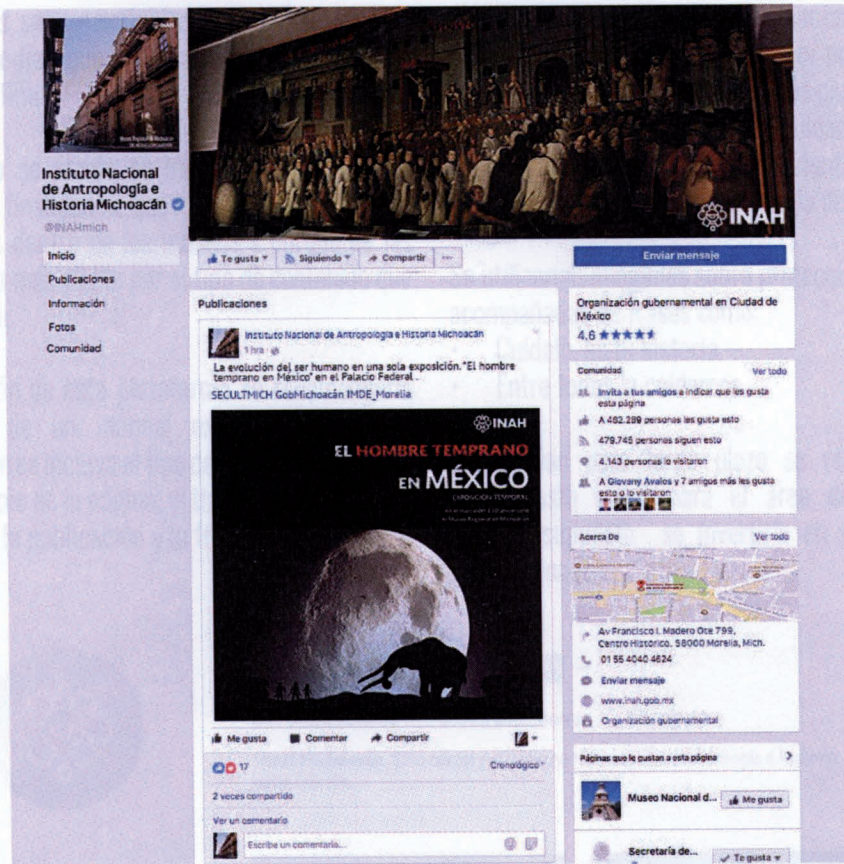 INAH
Instituto Nacional
de Antropología e
Historia Michoacán
@INAHmich
Inicio
Publicaciones
Información
Fotos
Comunidad
INAH
Te gusta
Siguiendo
Compartir
Enviar mensaje
Publicaciones
Instituto Nacional de Antropología e Historia Michoacán
1 hra
La evolución del ser humano en una sola exposición. "El hombre
temprano en México" en el Palacio Federal.
SECULTMICH GobMichoacán IMDE_Morelia
INAH
EL HOMBRE TEMPRANO
EN MÉXICO
EXPOSICIÓN TEMPORAL
Me gusta
Comentar
Compartir
17
Cronológico
2 veces compartido
Ver un comentario
Escribe un comentario...
Organización gubernamental en Ciudad de
México
4,6
Comunidad
Ver todo
Invita a tus amigos a indicar que les gusta
esta página
A 482.289 personas les gusta esto
479.745 personas siguen esto
4.143 personas lo visitaron
A Giovany Avalos y 7 amigos más les gusta
esto o lo visitaron
Acerca De
Ver todo
Av Francisco I. Madero Ote 799,
Centro Histórico, 58000 Morelia, Mich.
01 55 4040 4624
Enviar mensaje
www.inah.gob.mx
Organización gubernamental
Páginas que le gustan a esta página
Museo Nacional d...
Me gusta
Secretaría de...
Te gusta